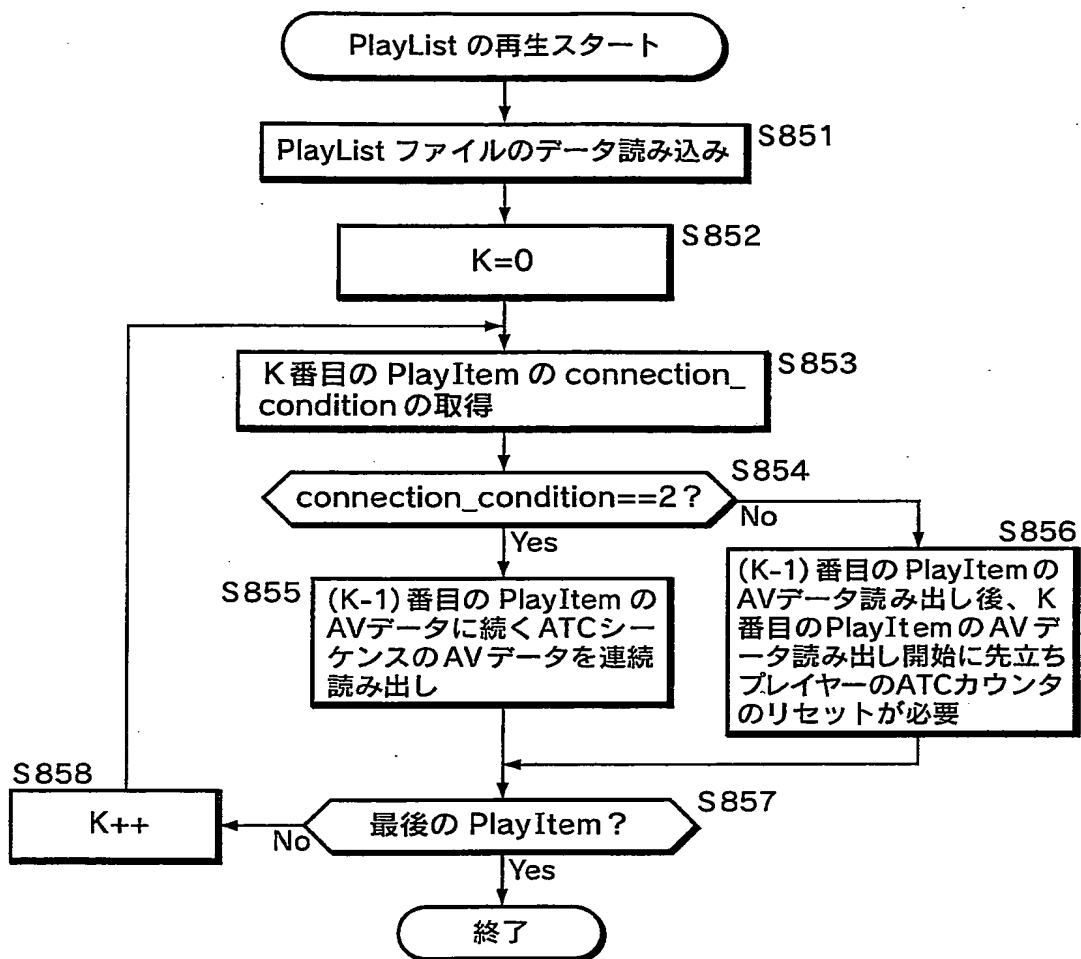 PlayList の再生スタート
S851
PlayList ファイルのデータ読み込み
S852
K=0
S853
K番目の PlayItem の connection_
condition の取得
S854
connection_condition==2？
No
Yes
S855
(K-1) 番目の PlayItem の
AVデータに続くATCシー
ケンスのAVデータを連続
読み出し
S856
(K-1) 番目の PlayItemの
AVデータ読み出し後、K
番目のPlayItemのAVデ
ータ読み出し開始に先立ち
プレイヤーのATCカウンタ
のリセットが必要
S858
K++
S857
最後の PlayItem？
No
Yes
終了